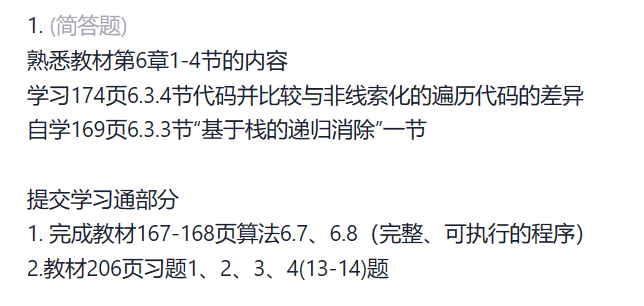 1. (简答题)
熟悉教材第6章1-4节的内容
学习174页6.3.4节代码并比较与非线索化的遍历代码的差异
自学169页6.3.3节“基于栈的递归消除”一节
提交学习通部分
1. 完成教材167-168页算法6.7、6.8（完整、可执行的程序）
2.教材206页习题1、2、3、4(13-14)题